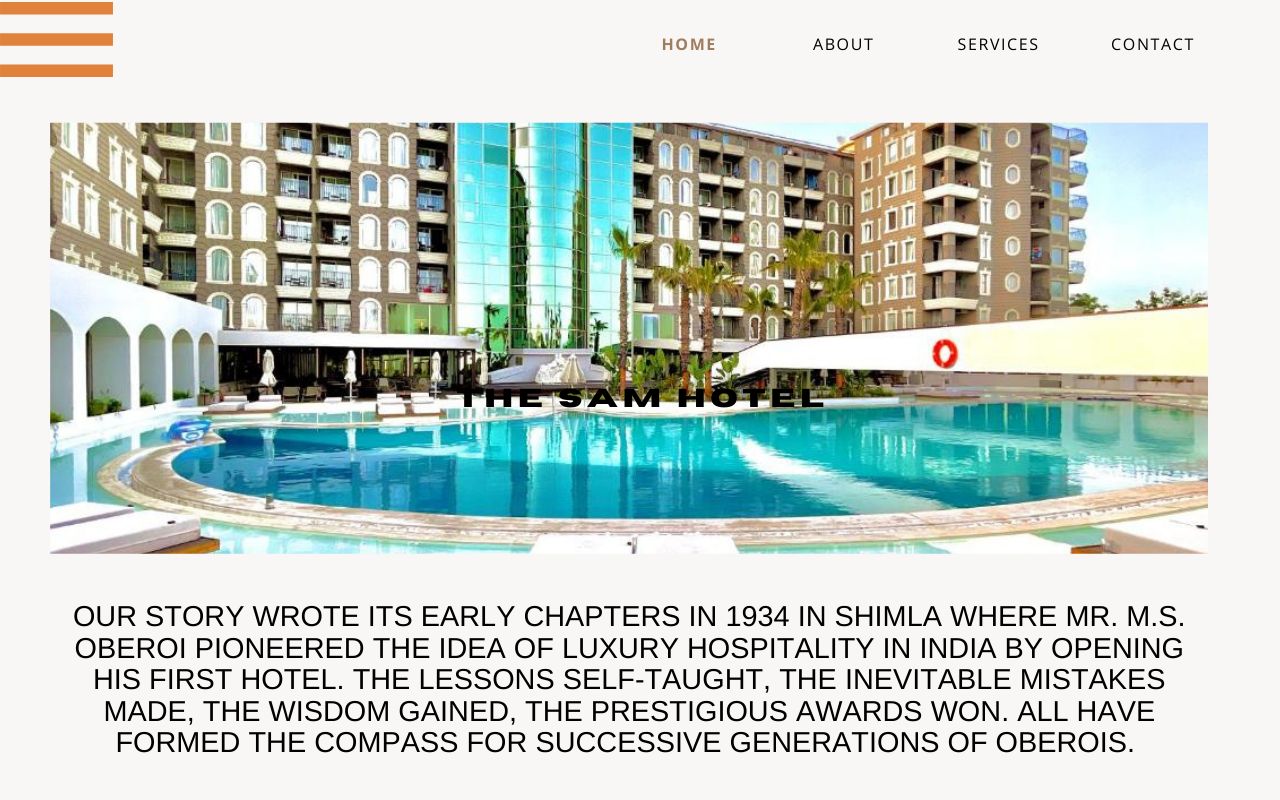 HOME ABOUT SERVICES CONTACT
THE SAM HOTEL
OUR STORY WROTE ITS EARLY CHAPTERS IN 1934 IN SHIMLA WHERE MR. M.S.
OBEROI PIONEERED THE IDEA OF LUXURY HOSPITALITY IN INDIA BY OPENING
HIS FIRST HOTEL. THE LESSONS SELF-TAUGHT, THE INEVITABLE MISTAKES
MADE, THE WISDOM GAINED, THE PRESTIGIOUS AWARDS WON. ALL HAVE
FORMED THE COMPASS FOR SUCCESSIVE GENERATIONS OF OBEROIS.